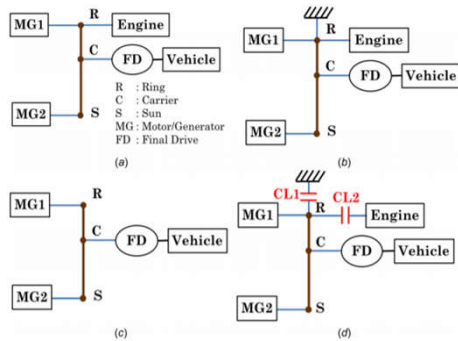 R
MG1
Engine
C
FD
Vehicle
R : Ring
C : Carrier
S : Sun
MG : Motor/Generator
FD : Final Drive
MG2
S
(a)
MG1
R
Engine
C
FD
Vehicle
MG2
S
(b)
MG1
R
C
FD
Vehicle
MG2
S
(c)
CL1
CL2
MG1
R
Engine
C
FD
Vehicle
MG2
S
(d)